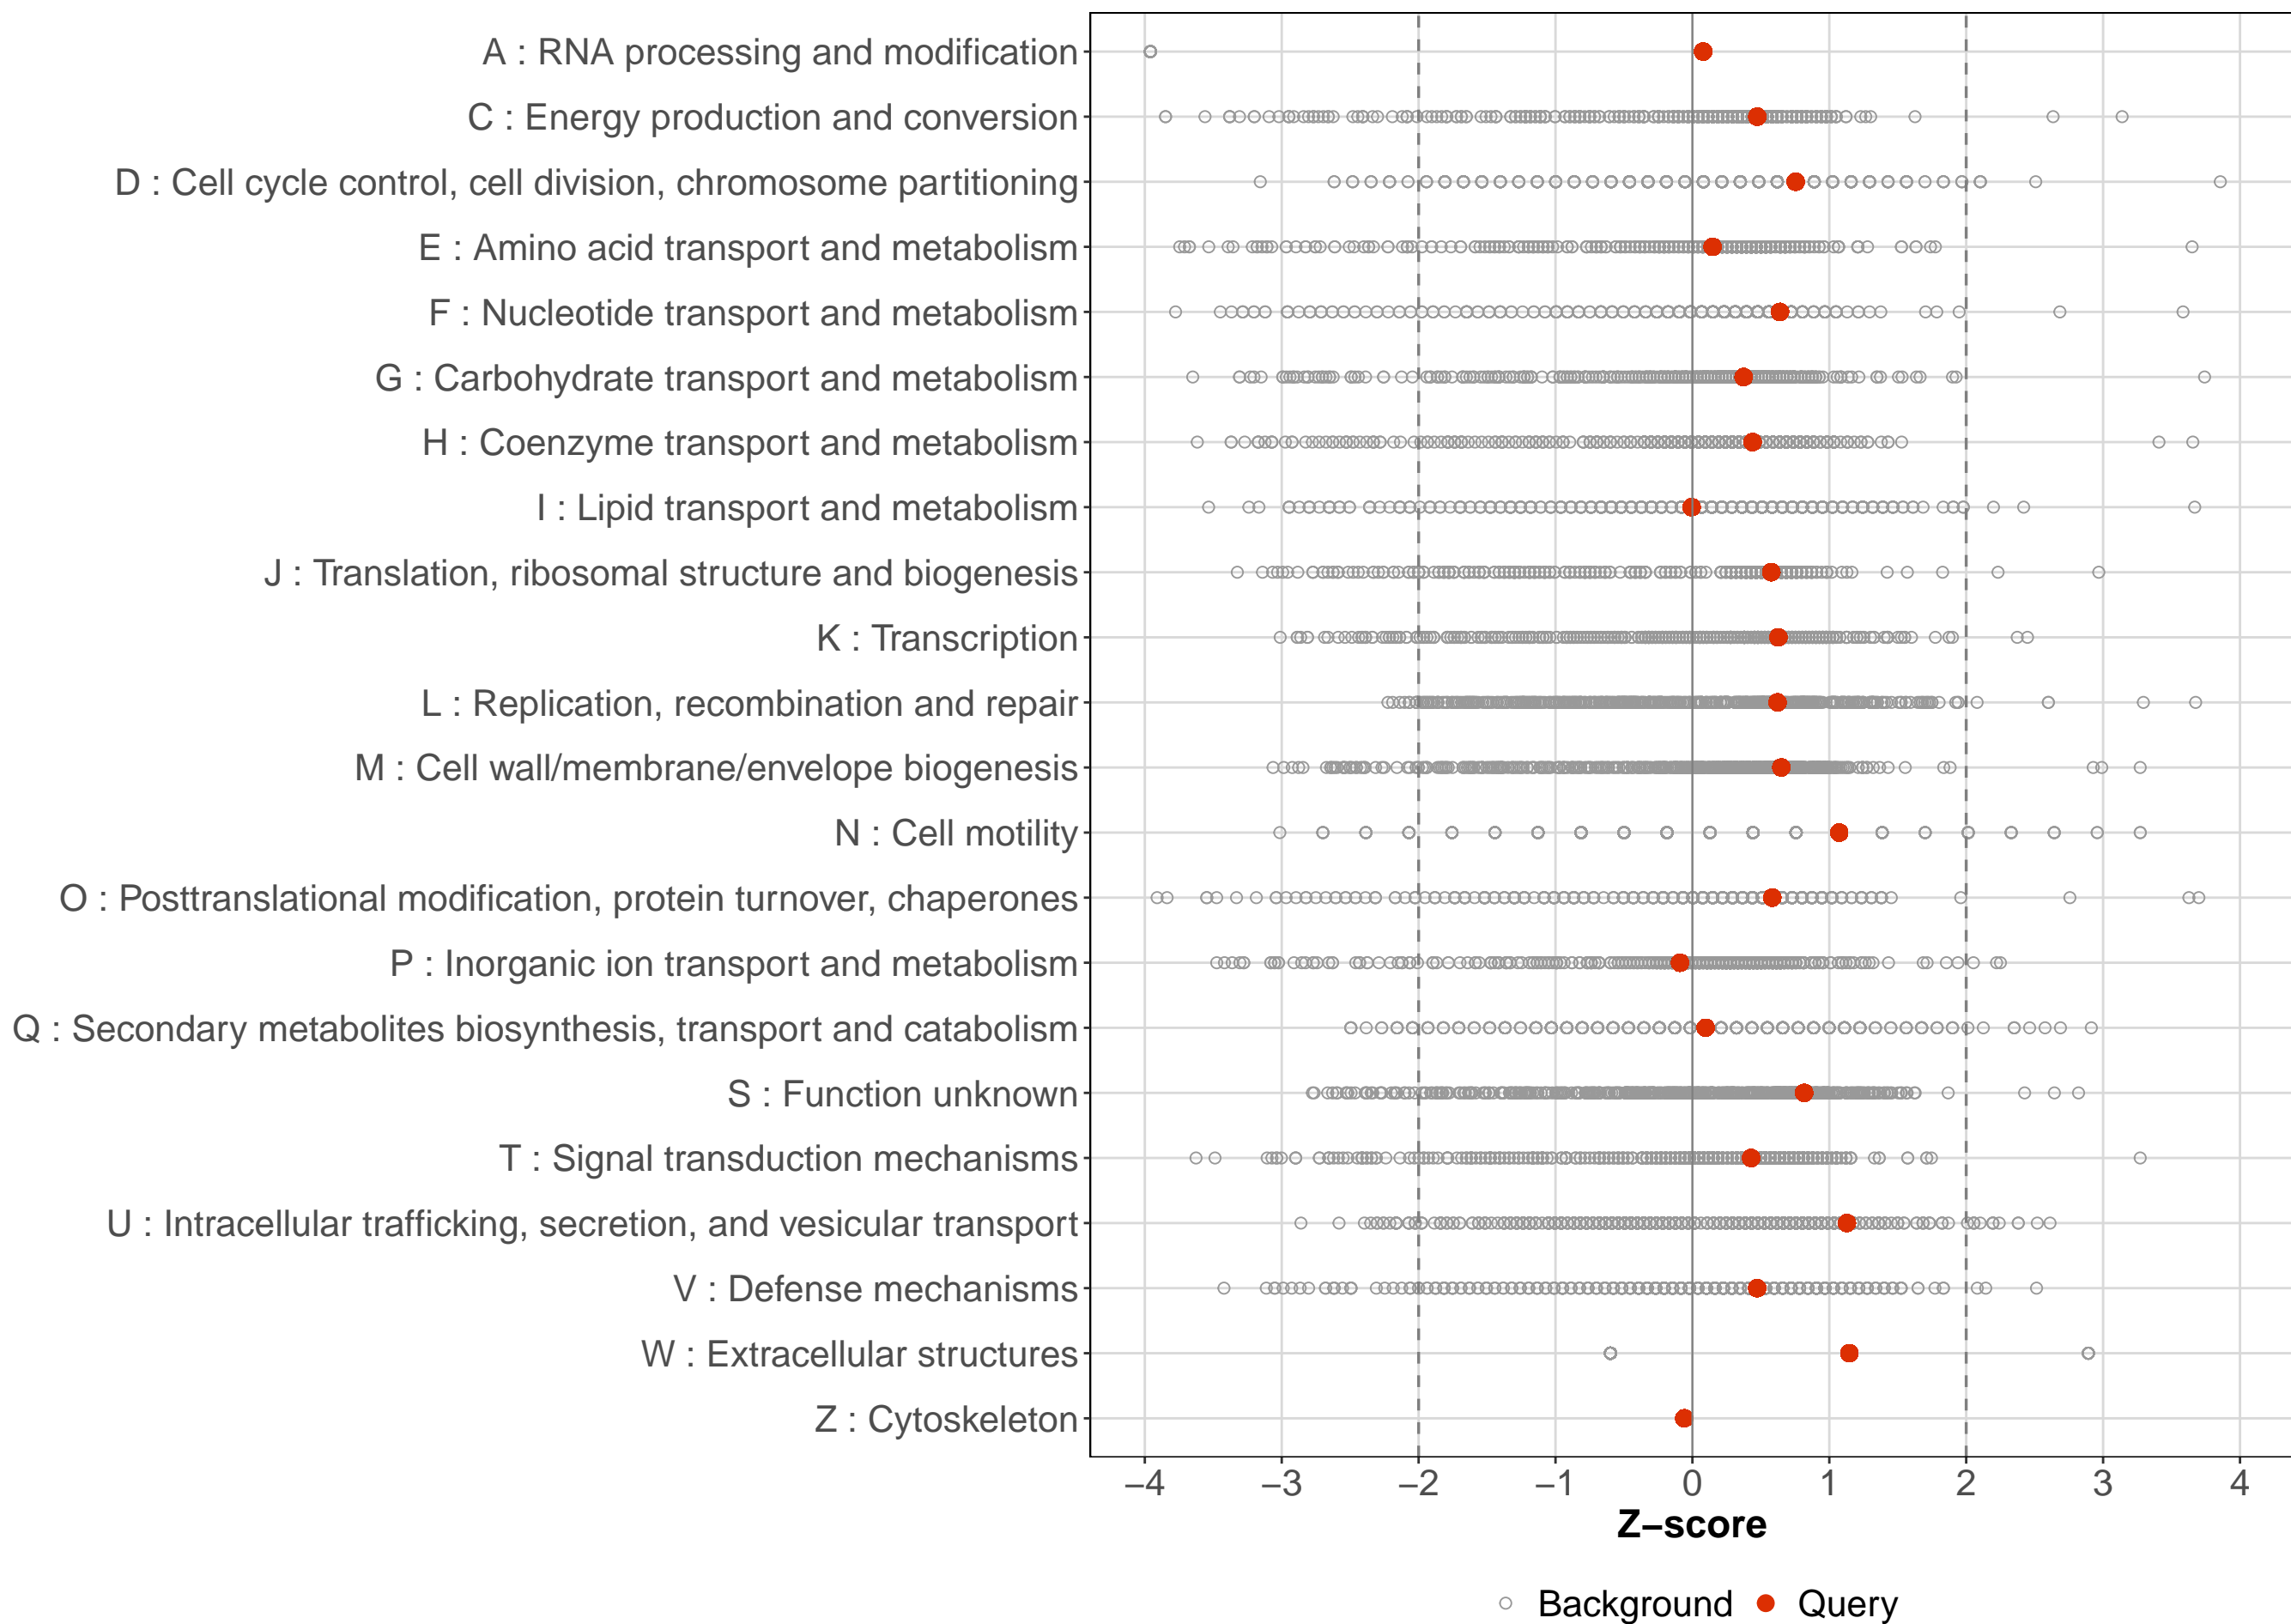 A : RNA processing and modification
C : Energy production and conversion
D : Cell cycle control, cell division, chromosome partitioning
E : Amino acid transport and metabolism
F : Nucleotide transport and metabolism
G : Carbohydrate transport and metabolism
H : Coenzyme transport and metabolism
I : Lipid transport and metabolism
J : Translation, ribosomal structure and biogenesis
K : Transcription
L : Replication, recombination and repair
M : Cell wall/membrane/envelope biogenesis
N : Cell motility
O : Posttranslational modification, protein turnover, chaperones
P : Inorganic ion transport and metabolism
Q : Secondary metabolites biosynthesis, transport and catabolism
S : Function unknown
T : Signal transduction mechanisms
U : Intracellular trafficking, secretion, and vesicular transport
V : Defense mechanisms
W : Extracellular structures
Z : Cytoskeleton
−4 −3 −2 −1 0 1 2 3 4
Z−score
Background Query